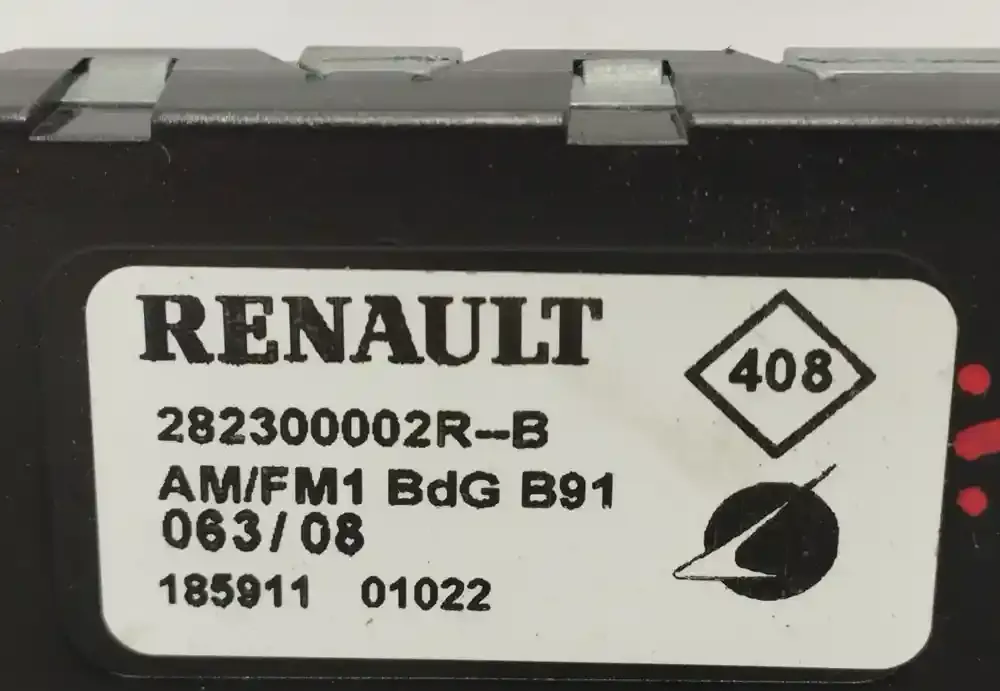 RENAULT
408
282300002R--B
AM/FM1 BdG B91
063/08
185911 01022